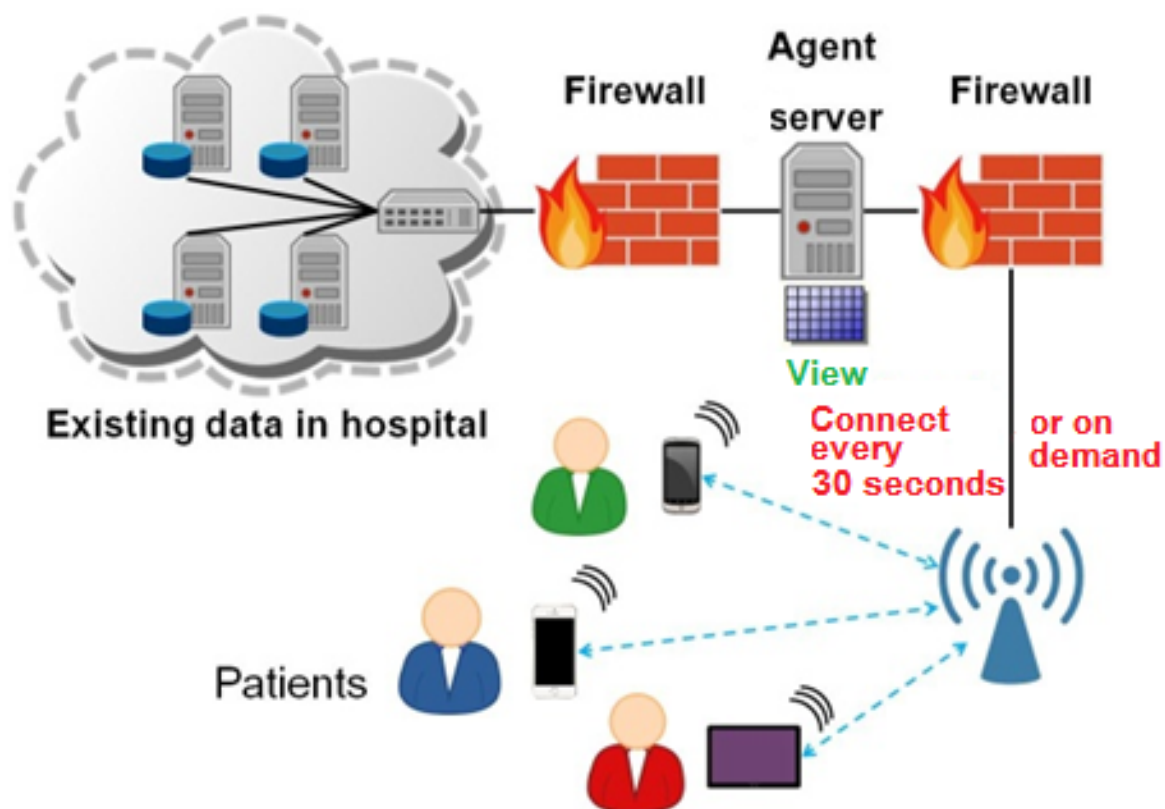 Firewall
Agent
server
Firewall
Existing data in hospital
View
Connect
every
30 seconds
or on
demand
Patients